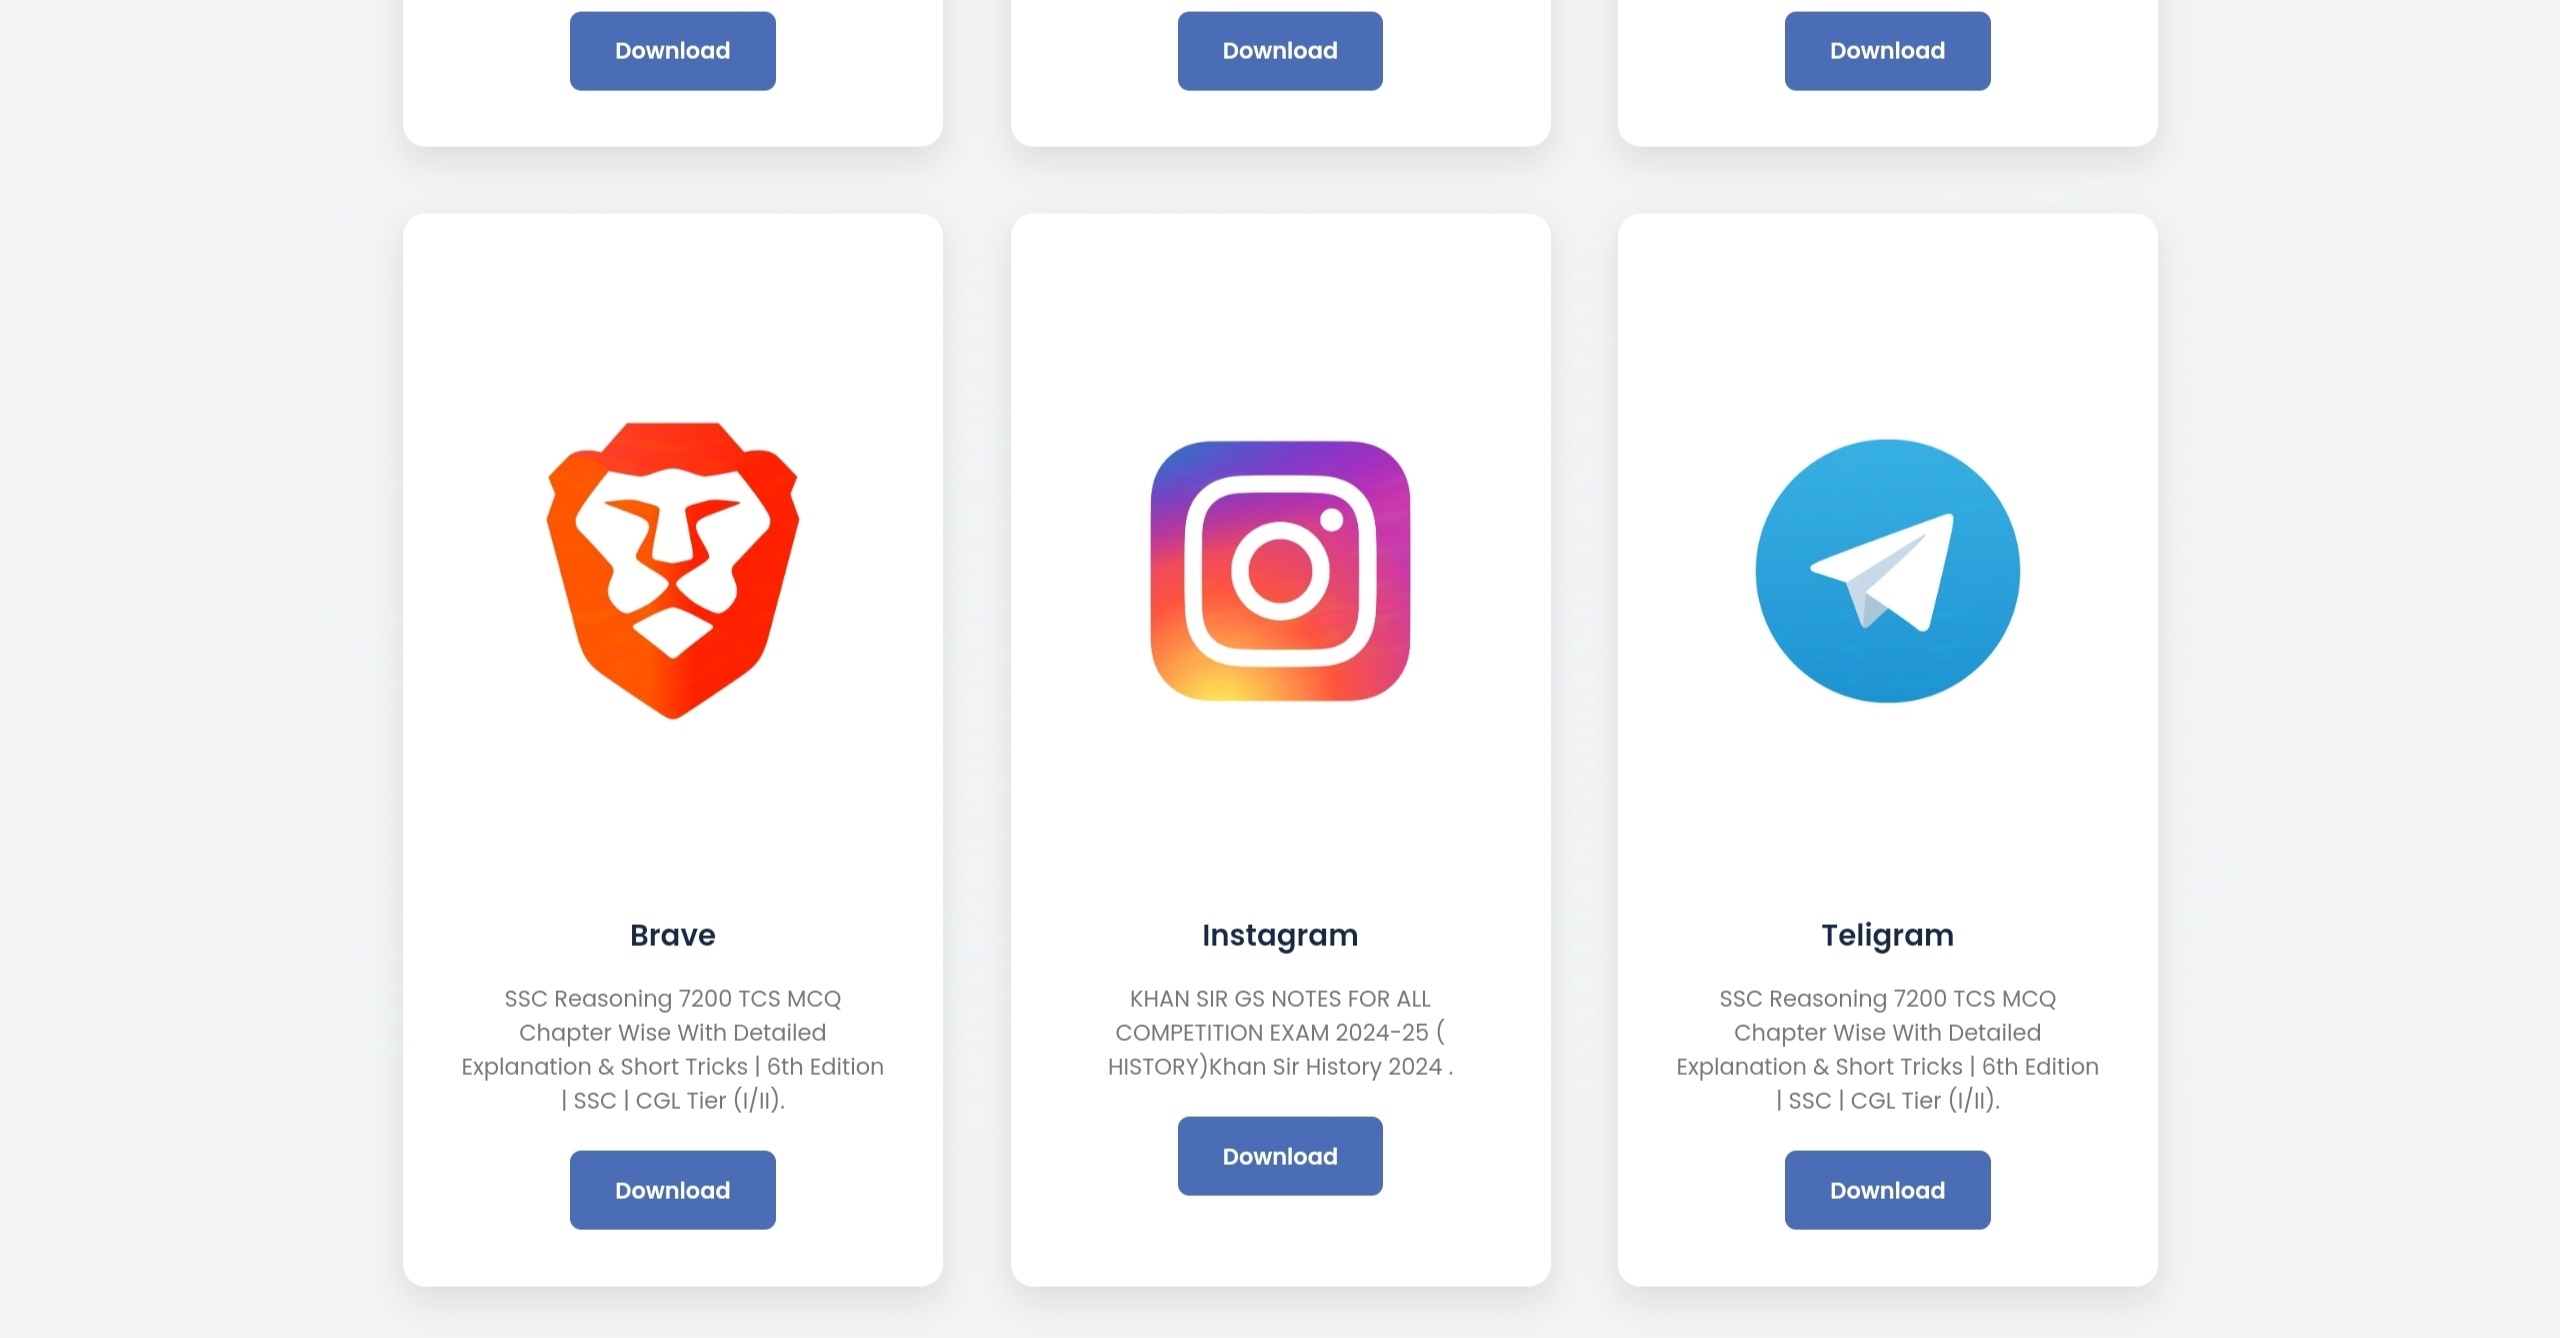 Download
Download
Download
Brave
SSC Reasoning 7200 TCS MCQ
Chapter Wise With Detailed
Explanation & Short Tricks | 6th Edition
| SSC | CGL Tier (I/II).
Download
Instagram
KHAN SIR GS NOTES FOR ALL
COMPETITION EXAM 2024-25 (
HISTORY)Khan Sir History 2024 .
Download
Teligram
SSC Reasoning 7200 TCS MCQ
Chapter Wise With Detailed
Explanation & Short Tricks | 6th Edition
| SSC | CGL Tier (I/II).
Download